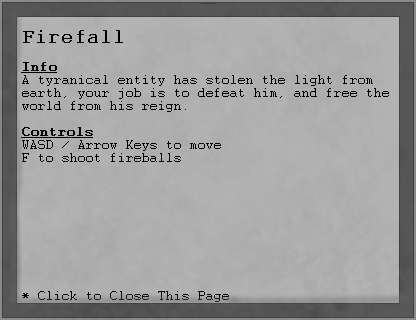 Firefall
Info
A tyranical entity has stolen the light from
earth, your job is to defeat him, and free the
world from his reign.
Controls
WASD / Arrow Keys to move
F to shoot fireballs
* Click to Close This Page